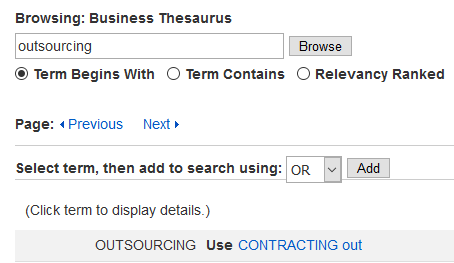 Browsing: Business Thesaurus
outsourcing Browse
Term Begins With Term Contains Relevancy Ranked
Page: Previous Next
Select term, then add to search using: OR Add
(Click term to display details.)
OUTSOURCING Use CONTRACTING out